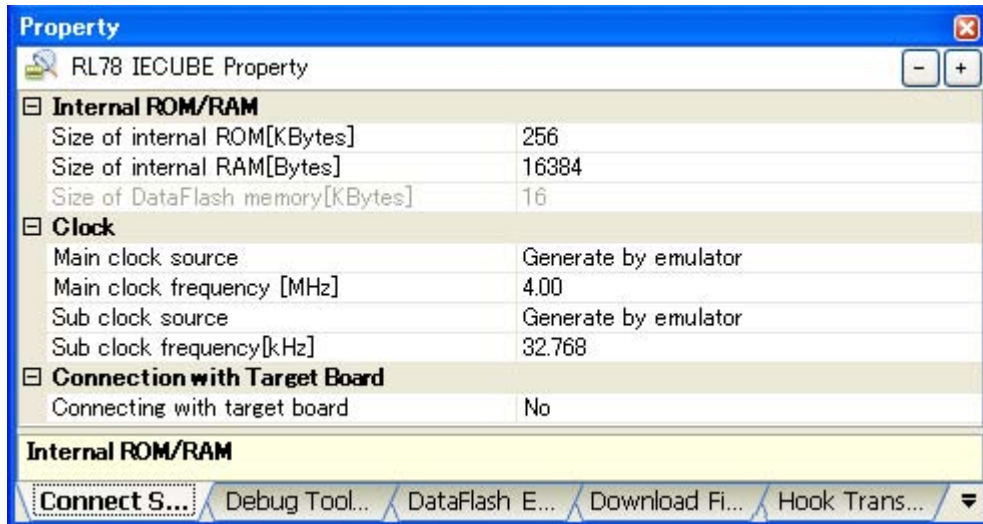 Property
RL78 IECUBE Property
Internal ROM/RAM
Size of internal ROM[KBytes] 256
Size of internal RAM[Bytes] 16384
Size of DataFlash memory[KBytes] 16
Clock
Main clock source Generate by emulator
Main clock frequency [MHz] 4.00
Sub clock source Generate by emulator
Sub clock frequency[kHz] 32.768
Connection with Target Board
Connecting with target board No
Internal ROM/RAM
Connect S... Debug Tool... DataFlash E... Download Fi... Hook Trans...